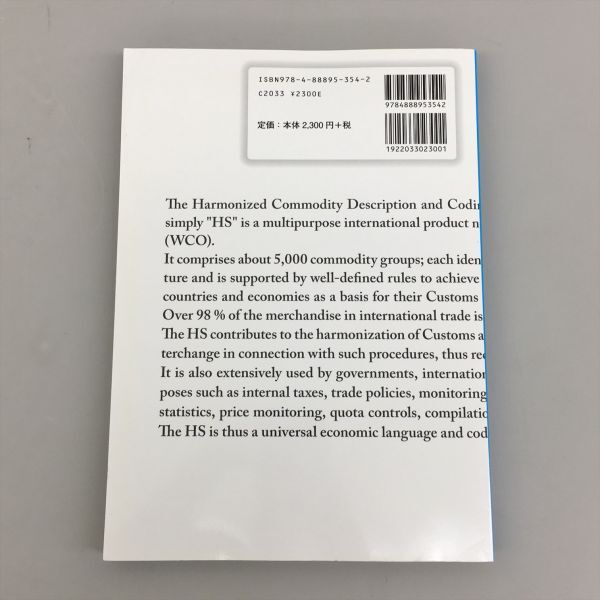 ISBN978-4-88895-354-2
C2033 ¥2300E
定価：本体 2,300 円＋税
9784888953542
1922033023001
The Harmonized Commodity Description and Codin
simply "HS" is a multipurpose international product n
(WCO).
It comprises about 5,000 commodity groups; each iden
ture and is supported by well-defined rules to achieve
countries and economies as a basis for their Customs
Over 98 % of the merchandise in international trade is
The HS contributes to the harmonization of Customs a
terchange in connection with such procedures, thus red
It is also extensively used by governments, internation
poses such as internal taxes, trade policies, monitoring
statistics, price monitoring, quota controls, compilatio
The HS is thus a universal economic language and cod